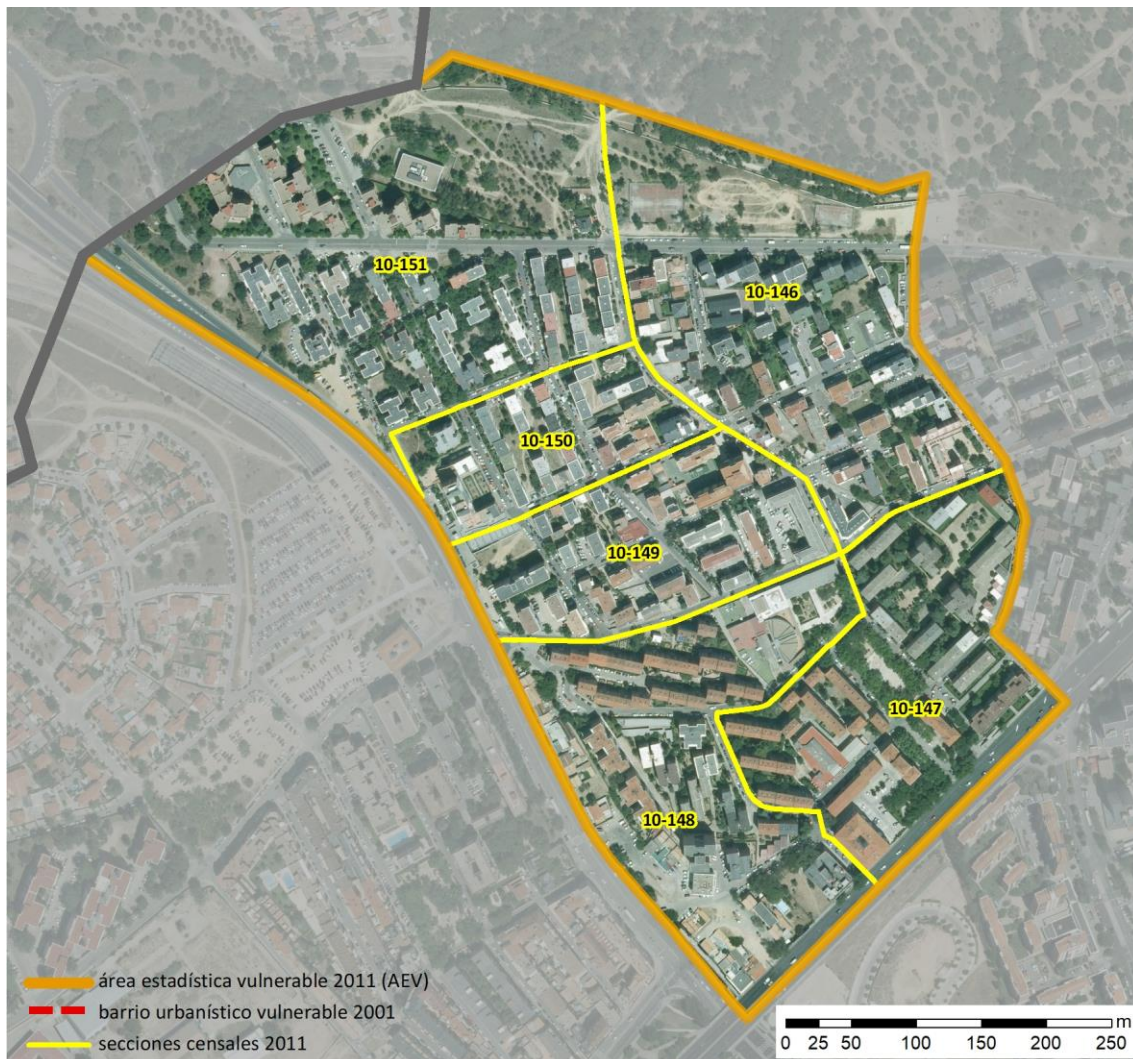 10-151
10-146
10-150
10-149
10-147
10-148
área estadística vulnerable 2011 (AEV)
barrio urbanístico vulnerable 2001
secciones censales 2011
m
0 25 50 100 150 200 250